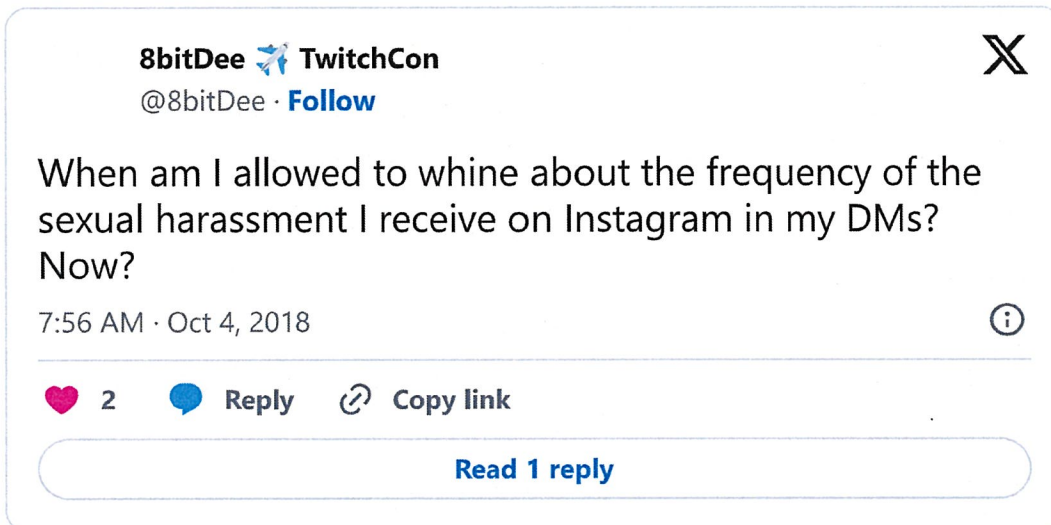 8bitDee ✈️ TwitchCon
@8bitDee · Follow
When am I allowed to whine about the frequency of the
sexual harassment I receive on Instagram in my DMs?
Now?
7:56 AM · Oct 4, 2018
2 Reply Copy link
Read 1 reply